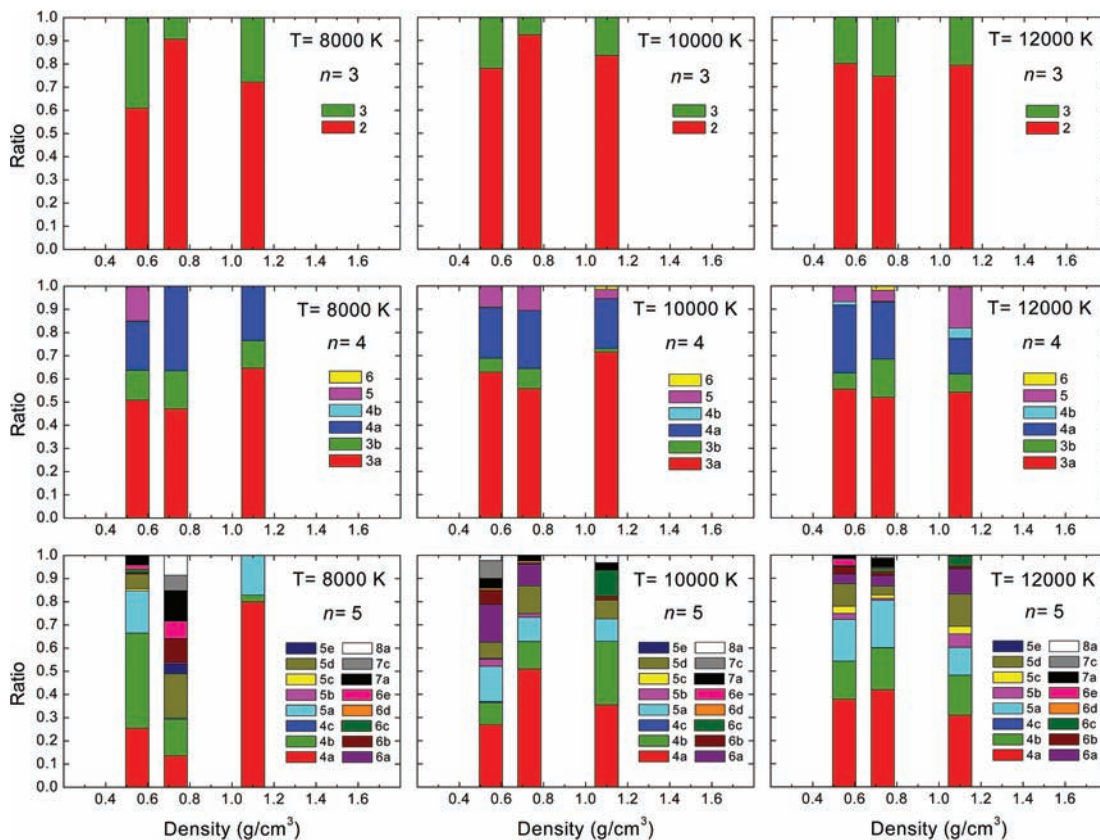 1.0
0.9
0.8
0.7
0.6
0.5
0.4
0.3
0.2
0.1
0.0
Ratio
T= 8000 K
n= 3
3
2
0.4 0.6 0.8 1.0 1.2 1.4 1.6
T= 10000 K
n= 3
3
2
0.4 0.6 0.8 1.0 1.2 1.4 1.6
T= 12000 K
n= 3
3
2
0.4 0.6 0.8 1.0 1.2 1.4 1.6
1.0
0.9
0.8
0.7
0.6
0.5
0.4
0.3
0.2
0.1
0.0
Ratio
T= 8000 K
n= 4
6
5
4b
4a
3b
3a
0.4 0.6 0.8 1.0 1.2 1.4 1.6
T= 10000 K
n= 4
6
5
4b
4a
3b
3a
0.4 0.6 0.8 1.0 1.2 1.4 1.6
T= 12000 K
n= 4
6
5
4b
4a
3b
3a
0.4 0.6 0.8 1.0 1.2 1.4 1.6
1.0
0.9
0.8
0.7
0.6
0.5
0.4
0.3
0.2
0.1
0.0
Ratio
T= 8000 K
n= 5
5e 8a
5d 7c
5c 7a
5b 6e
5a 6d
4c 6c
4b 6b
4a 6a
0.4 0.6 0.8 1.0 1.2 1.4 1.6
Density (g/cm³)
T= 10000 K
n= 5
5e 8a
5d 7c
5c 7a
5b 6e
5a 6d
4c 6c
4b 6b
4a 6a
0.4 0.6 0.8 1.0 1.2 1.4 1.6
Density (g/cm³)
T= 12000 K
n= 5
5e 8a
5d 7c
5c 7a
5b 6e
5a 6d
4c 6c
4b 6b
4a 6a
0.4 0.6 0.8 1.0 1.2 1.4 1.6
Density (g/cm³)